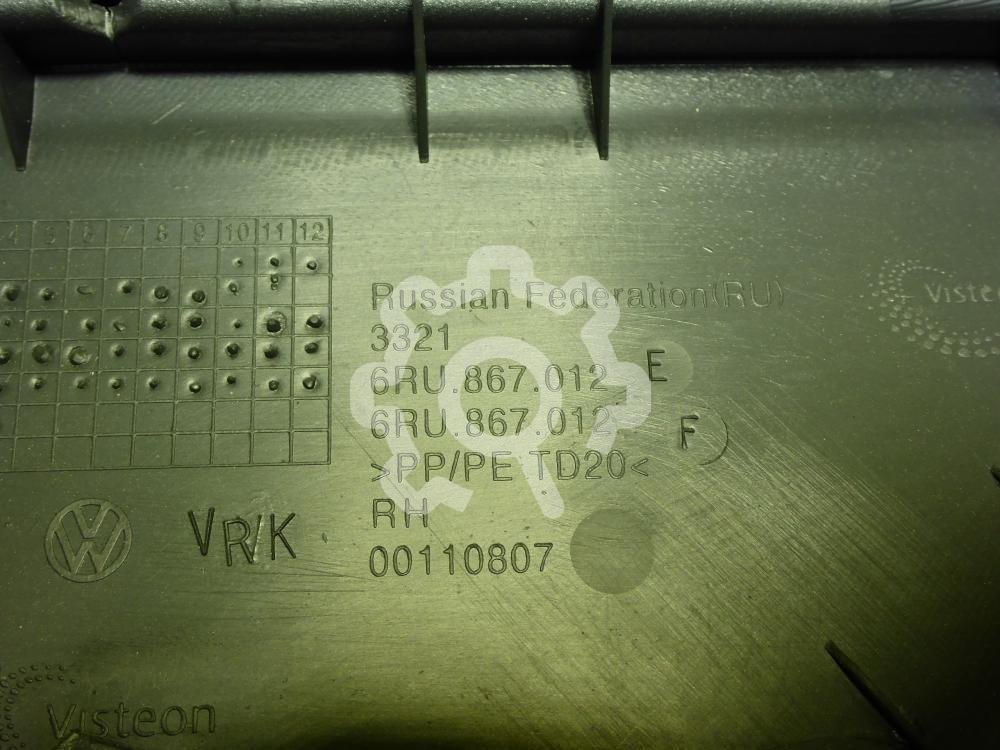 4 5 6 7 8 9 10 11 12
Russian Federation(RU)
3321
6RU.867.012 E
6RU.867.012 F
>PP/PE TD20<
RH
00110807
VW
VR/K
Visteon